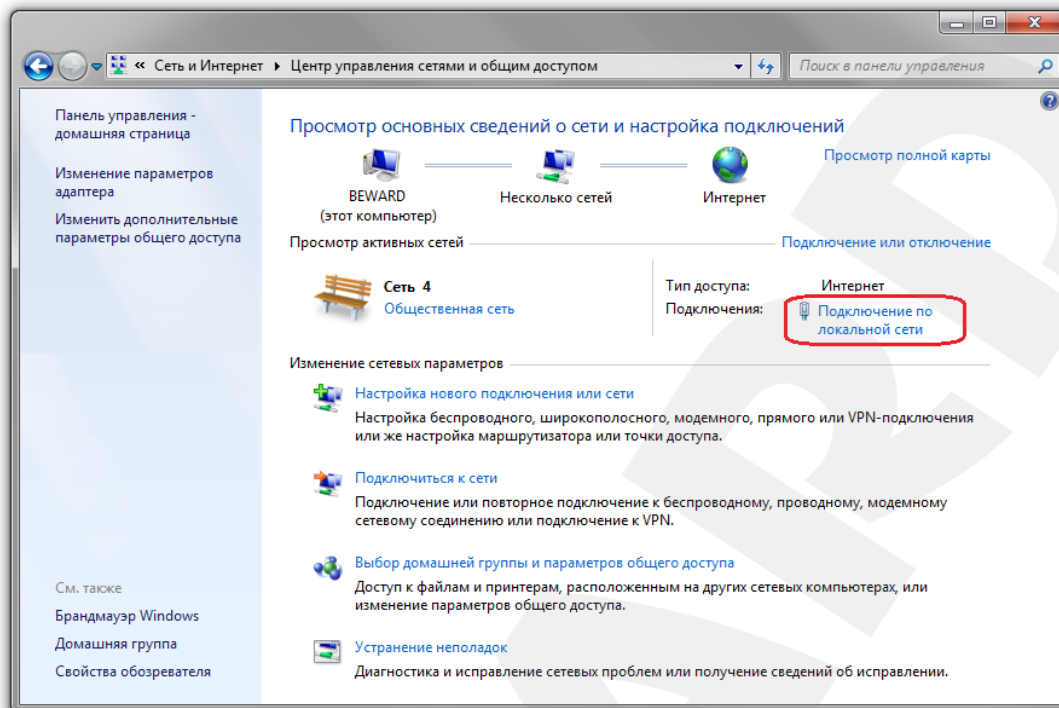 « Сеть и Интернет ▸ Центр управления сетями и общим доступом
Поиск в панели управления
Панель управления -
домашняя страница
Изменение параметров
адаптера
Изменить дополнительные
параметры общего доступа
Просмотр основных сведений о сети и настройка подключений
Просмотр полной карты
BEWARD
(этот компьютер)
Несколько сетей
Интернет
Просмотр активных сетей
Подключение или отключение
Сеть 4
Общественная сеть
Тип доступа: Интернет
Подключения: Подключение по
локальной сети
Изменение сетевых параметров
Настройка нового подключения или сети
Настройка беспроводного, широкополосного, модемного, прямого или VPN-подключения
или же настройка маршрутизатора или точки доступа.
Подключиться к сети
Подключение или повторное подключение к беспроводному, проводному, модемному
сетевому соединению или подключение к VPN.
Выбор домашней группы и параметров общего доступа
Доступ к файлам и принтерам, расположенным на других сетевых компьютерах, или
изменение параметров общего доступа.
Устранение неполадок
Диагностика и исправление сетевых проблем или получение сведений об исправлении.
См. также
Брандмауэр Windows
Домашняя группа
Свойства обозревателя